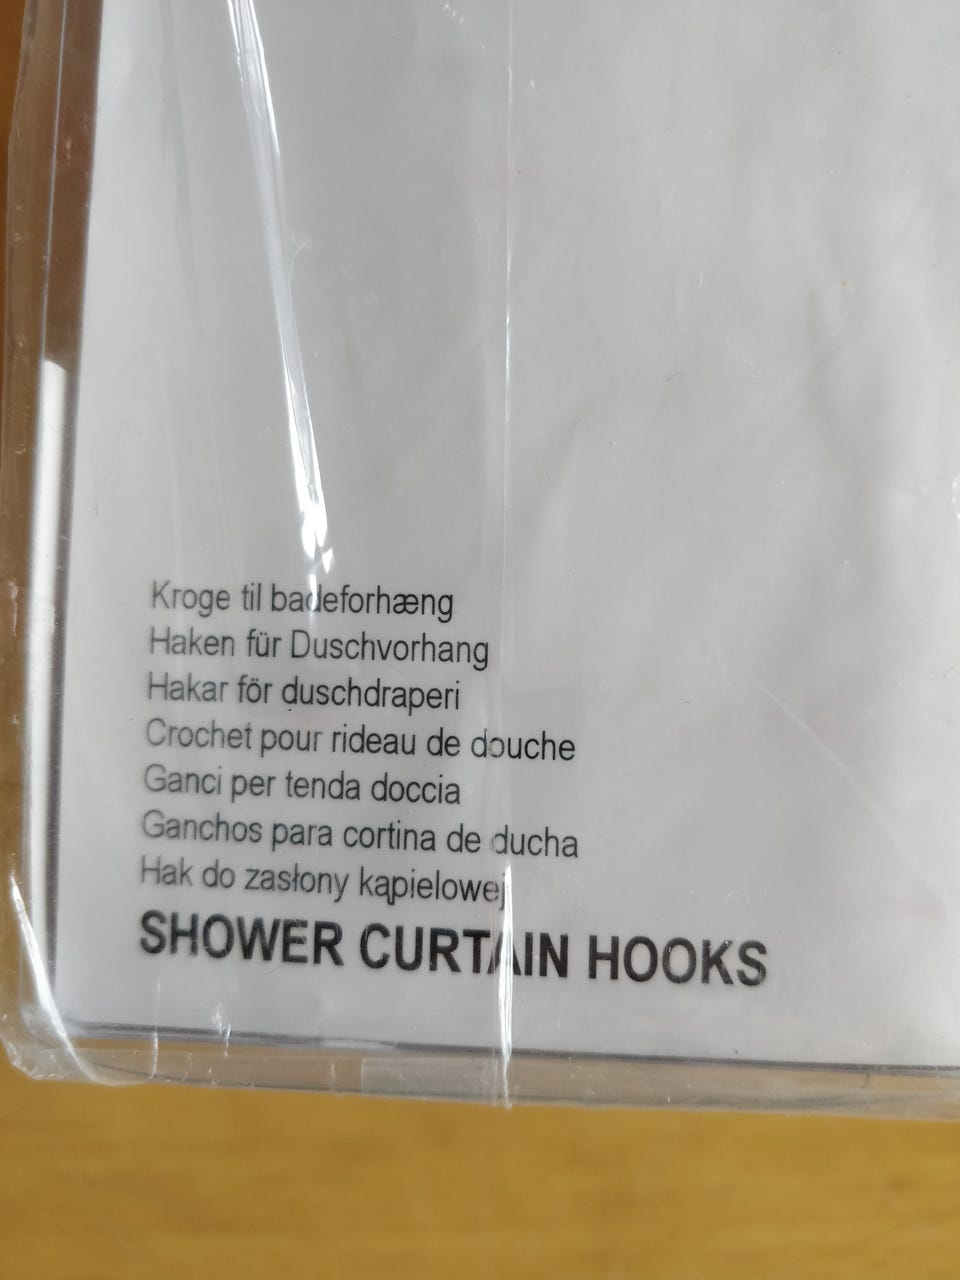 Kroge til badeforhæng
Haken für Duschvorhang
Hakar för duschdraperi
Crochet pour rideau de douche
Ganci per tenda doccia
Ganchos para cortina de ducha
Hak do zasłony kąpielowej
SHOWER CURTAIN HOOKS